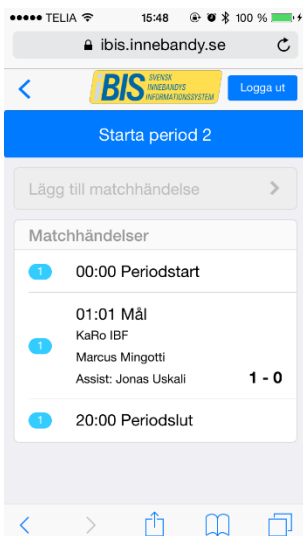 TELIA 15:48 100 %
ibis.innebandy.se
BIS SVENSK
INNEBANDYS
INFORMATIONSSYSTEM
Logga ut
Starta period 2
Lägg till matchhändelse
Matchhändelser
1 00:00 Periodstart
01:01 Mål
KaRo IBF
1 Marcus Mingotti
Assist: Jonas Uskali 1 - 0
1 20:00 Periodslut